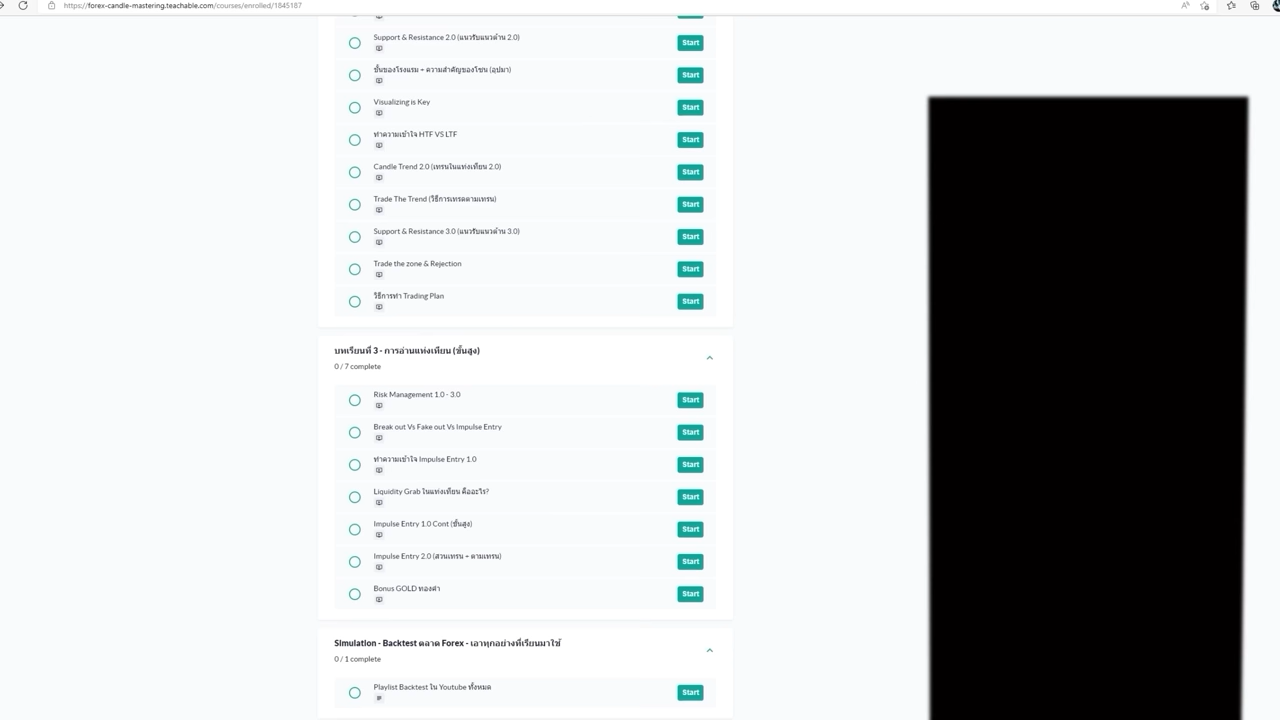 https://forex-candle-mastering.teachable.com/courses/enrolled/1845187
Support & Resistance 2.0 (แนวรับแนวต้าน 2.0)
Start
ชั้นของโรงแรม + ความสำคัญของโซน (อุปมา)
Start
Visualizing is Key
Start
ทำความเข้าใจ HTF VS LTF
Start
Candle Trend 2.0 (เทรนในแท่งเทียน 2.0)
Start
Trade The Trend (วิธีการเทรดตามเทรน)
Start
Support & Resistance 3.0 (แนวรับแนวต้าน 3.0)
Start
Trade the zone & Rejection
Start
วิธีการทำ Trading Plan
Start
บทเรียนที่ 3 - การอ่านแท่งเทียน (ขั้นสูง)
0 / 7 complete
Risk Management 1.0 - 3.0
Start
Break out Vs Fake out Vs Impulse Entry
Start
ทำความเข้าใจ Impulse Entry 1.0
Start
Liquidity Grab ในแท่งเทียน คืออะไร?
Start
Impulse Entry 1.0 Cont (ขั้นสูง)
Start
Impulse Entry 2.0 (สวนเทรน + ตามเทรน)
Start
Bonus GOLD ทองคำ
Start
Simulation - Backtest ตลาด Forex - เอาทุกอย่างที่เรียนมาใช้
0 / 1 complete
Playlist Backtest ใน Youtube ทั้งหมด
Start